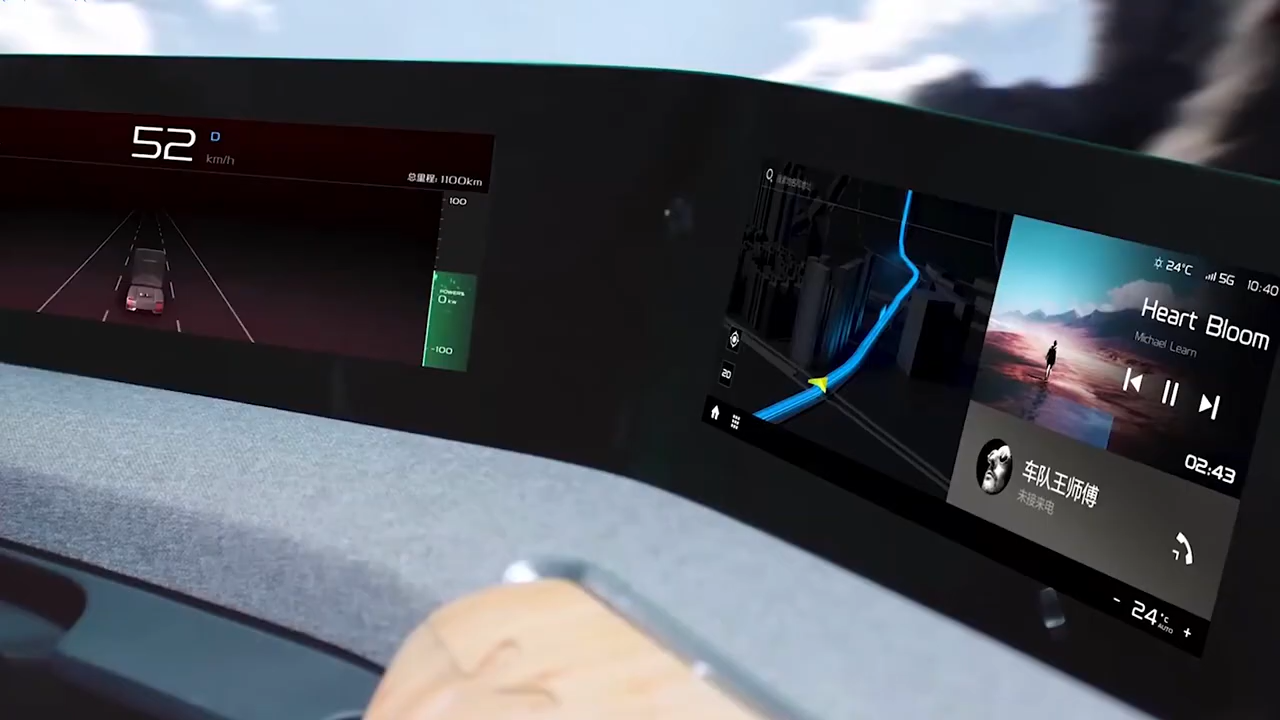 52 D
km/h
总里程: 1100km
100
POWERS
0 kw
-100
20
24℃ 5G 10:40
Heart Bloom
Michael Learn
02:43
车队王师傅
未接来电
- 24℃ +
AUTO